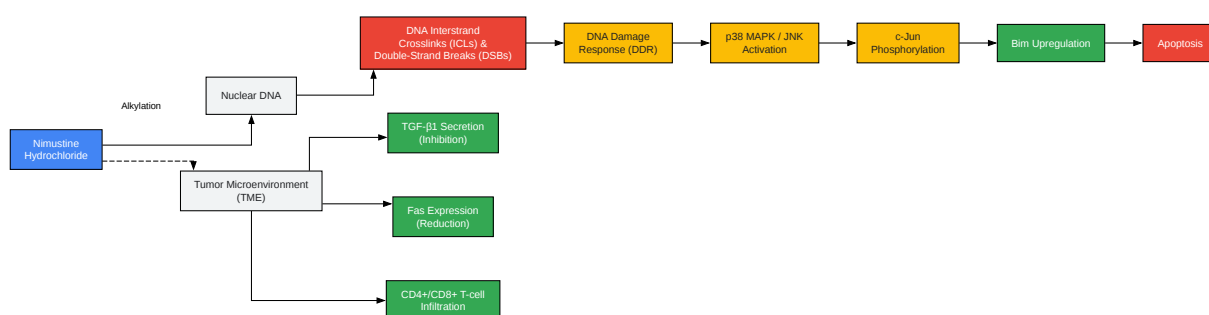 DNA Interstrand
Crosslinks (ICLs) &
Double-Strand Breaks (DSBs)
DNA Damage
Response (DDR)
p38 MAPK / JNK
Activation
c-Jun
Phosphorylation
Bim Upregulation
Apoptosis
Nuclear DNA
Alkylation
Nimustine
Hydrochloride
TGF-β1 Secretion
(Inhibition)
Tumor Microenvironment
(TME)
Fas Expression
(Reduction)
CD4+/CD8+ T-cell
Infiltration